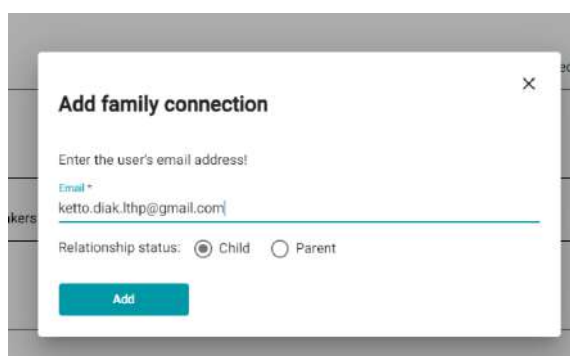 Add family connection
Enter the user's email address!
Email *
ketto.diak.lthp@gmail.com
akers
Relationship status: Child Parent
Add